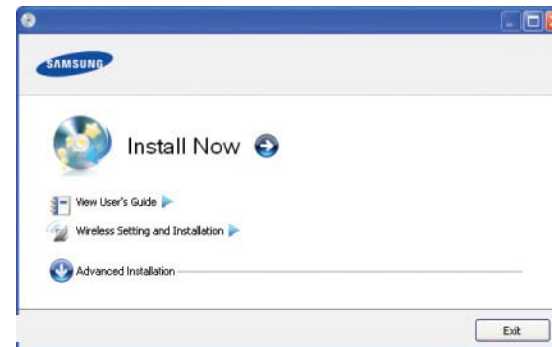 SAMSUNG
Install Now
View User's Guide
Wireless Setting and Installation
Advanced Installation
Exit